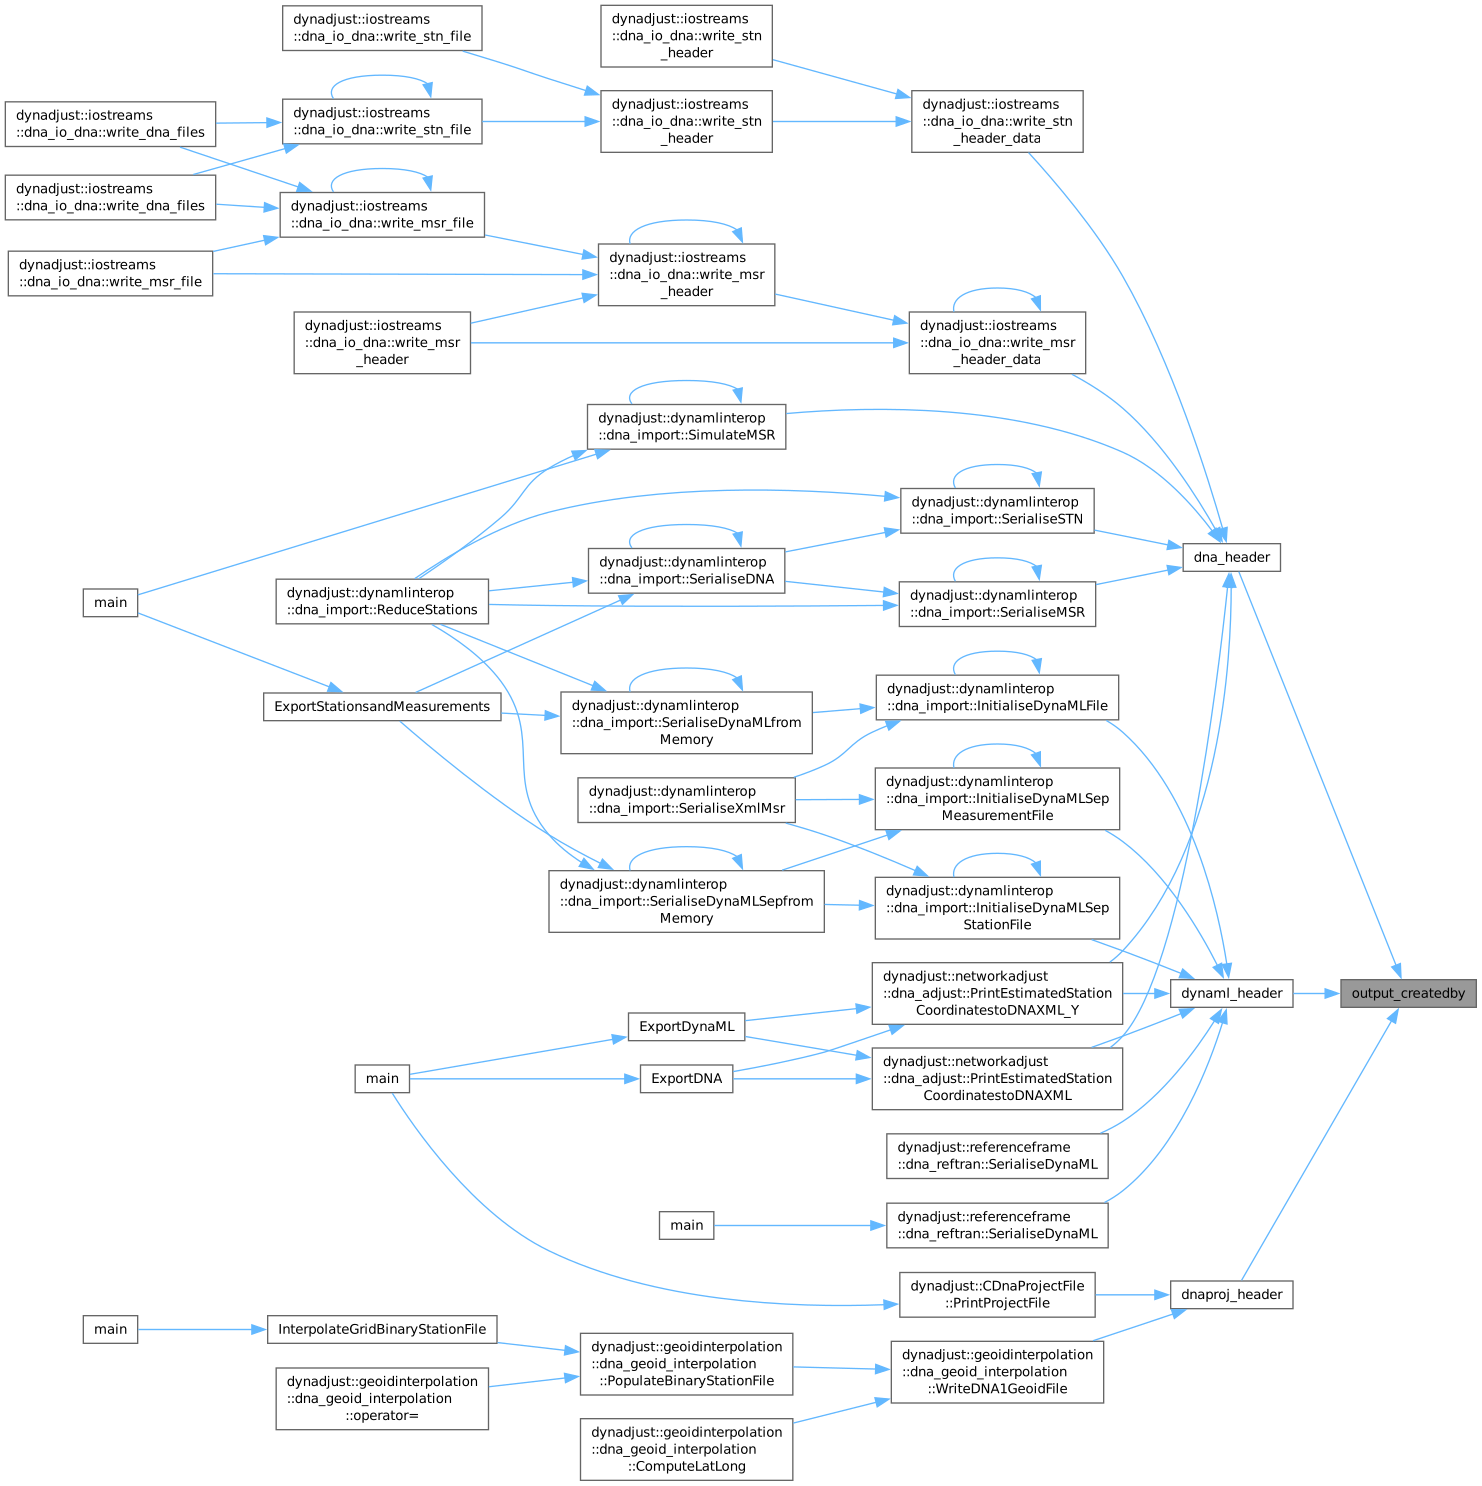 dynadjust::iostreams
::dna_io_dna::write_stn_file
dynadjust::iostreams
::dna_io_dna::write_stn
_header
dynadjust::iostreams
::dna_io_dna::write_dna_files
dynadjust::iostreams
::dna_io_dna::write_stn_file
dynadjust::iostreams
::dna_io_dna::write_stn
_header
dynadjust::iostreams
::dna_io_dna::write_stn
_header_data
dynadjust::iostreams
::dna_io_dna::write_dna_files
dynadjust::iostreams
::dna_io_dna::write_msr_file
dynadjust::iostreams
::dna_io_dna::write_msr_file
dynadjust::iostreams
::dna_io_dna::write_msr
_header
dynadjust::iostreams
::dna_io_dna::write_msr
_header
dynadjust::iostreams
::dna_io_dna::write_msr
_header_data
dynadjust::dynamlinterop
::dna_import::SimulateMSR
dynadjust::dynamlinterop
::dna_import::SerialiseSTN
dna_header
dynadjust::dynamlinterop
::dna_import::SerialiseDNA
main
dynadjust::dynamlinterop
::dna_import::ReduceStations
dynadjust::dynamlinterop
::dna_import::SerialiseMSR
ExportStationsandMeasurements
dynadjust::dynamlinterop
::dna_import::SerialiseDynaMLfrom
Memory
dynadjust::dynamlinterop
::dna_import::InitialiseDynaMLFile
dynadjust::dynamlinterop
::dna_import::SerialiseXmlMsr
dynadjust::dynamlinterop
::dna_import::InitialiseDynaMLSep
MeasurementFile
dynadjust::dynamlinterop
::dna_import::SerialiseDynaMLSepfrom
Memory
dynadjust::dynamlinterop
::dna_import::InitialiseDynaMLSep
StationFile
dynadjust::networkadjust
::dna_adjust::PrintEstimatedStation
CoordinatestoDNAXML_Y
dynaml_header
output_createdby
ExportDynaML
main
ExportDNA
dynadjust::networkadjust
::dna_adjust::PrintEstimatedStation
CoordinatestoDNAXML
dynadjust::referenceframe
::dna_reftran::SerialiseDynaML
main
dynadjust::referenceframe
::dna_reftran::SerialiseDynaML
dynadjust::CDnaProjectFile
::PrintProjectFile
dnaproj_header
main
InterpolateGridBinaryStationFile
dynadjust::geoidinterpolation
::dna_geoid_interpolation
::PopulateBinaryStationFile
dynadjust::geoidinterpolation
::dna_geoid_interpolation
::WriteDNA1GeoidFile
dynadjust::geoidinterpolation
::dna_geoid_interpolation
::operator=
dynadjust::geoidinterpolation
::dna_geoid_interpolation
::ComputeLatLong